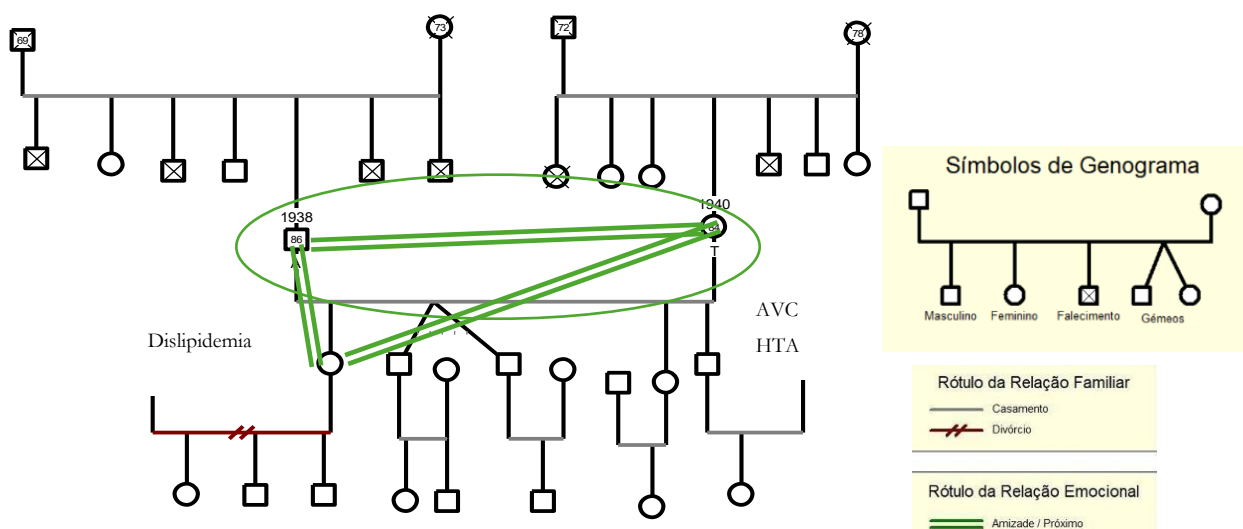 69
73
72
78
1938
86
A
1940
84
T
Dislipidemia
AVC
HTA
Símbolos de Genograma
Masculino
Feminino
Falecimento
Gémeos
Rótulo da Relação Familiar
Casamento
Divórcio
Rótulo da Relação Emocional
Amizade / Próximo